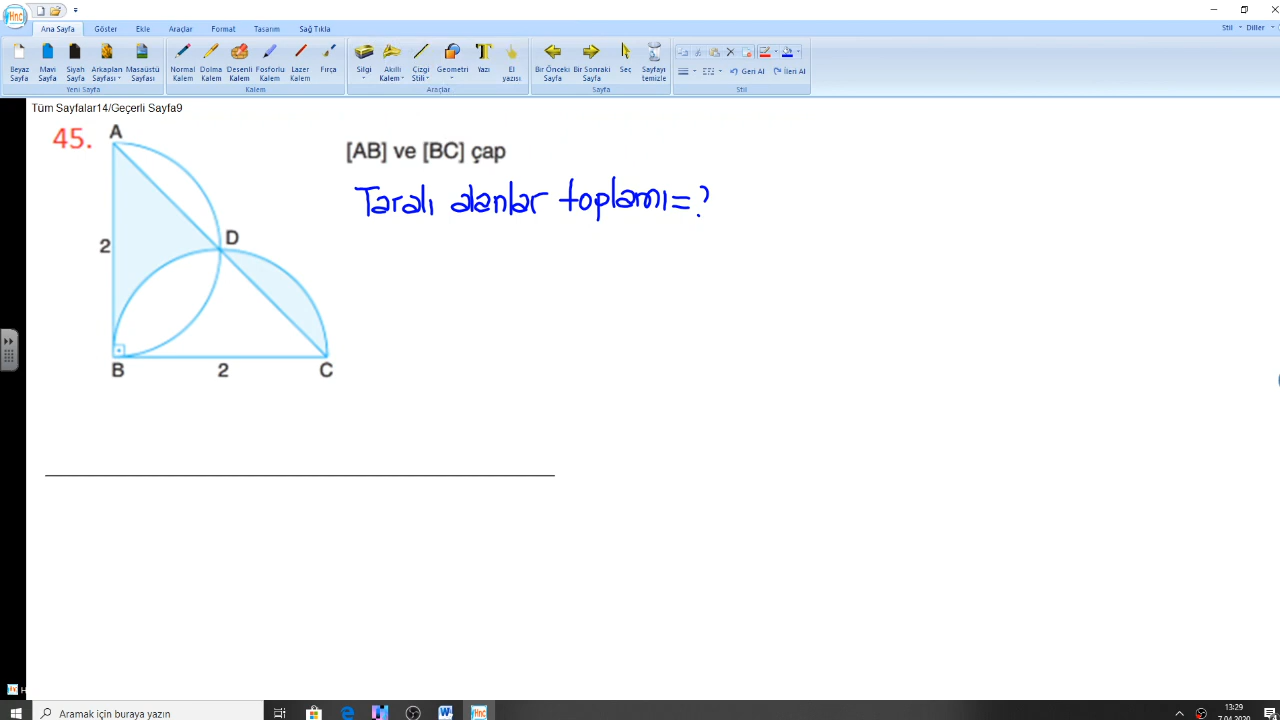 Ana Sayfa Göster Ekle Araçlar Format Tasarım Sağ Tıkla
Stil Diller
Beyaz Sayfa Mavi Sayfa Siyah Sayfa Arkaplan Sayfası Masaüstü Sayfası
Yeni Sayfa
Normal Kalem Dolma Kalem Desenli Kalem Fosforlu Kalem Lazer Kalem Fırça
Kalem
Silgi Akıllı Kalem Çizgi Stili Geometri Yazı El yazısı
Araçlar
Bir Önceki Sayfa Bir Sonraki Sayfa Sec Sayfayı temizle
Sayfa
Geri Al İleri Al
Stil
Tüm Sayfalar14/Geçerli Sayfa9
45.
A
[AB] ve [BC] çap
Taralı alanlar toplamı=?
2
D
B
2
C
Aramak için buraya yazın
13:29
7.04.2020